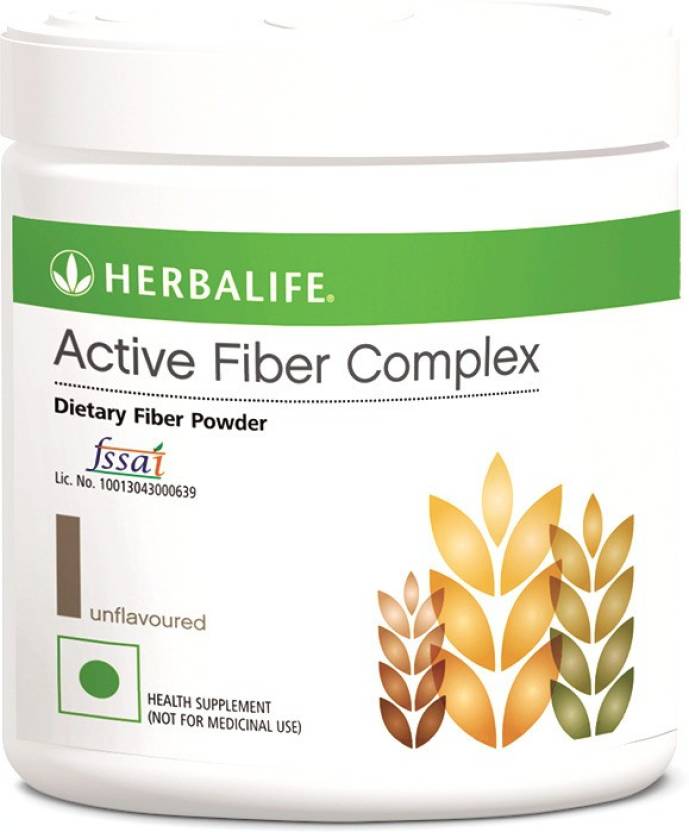 HERBALIFE®
Active Fiber Complex
Dietary Fiber Powder
fssai
Lic. No. 10013043000639
unflavoured
HEALTH SUPPLEMENT
(NOT FOR MEDICINAL USE)